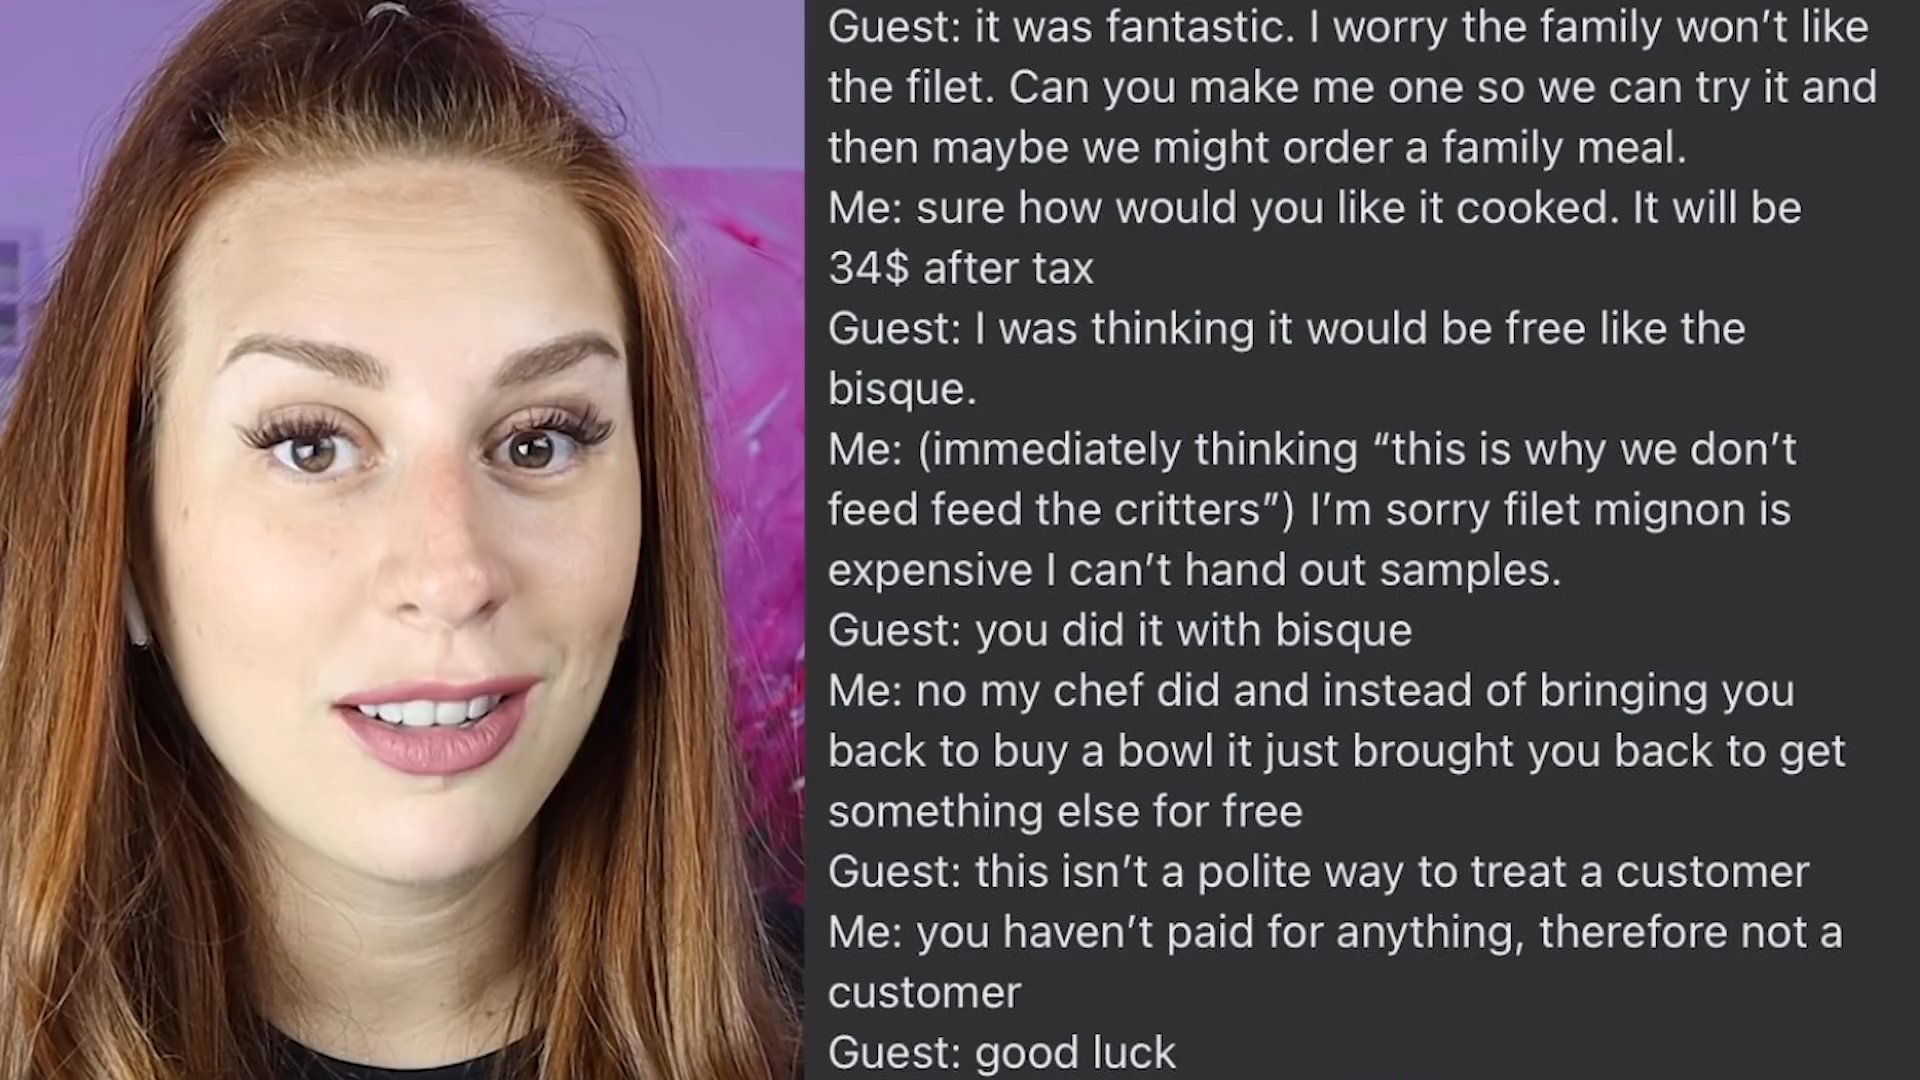 Guest: it was fantastic. I worry the family won’t like
the filet. Can you make me one so we can try it and
then maybe we might order a family meal.
Me: sure how would you like it cooked. It will be
34$ after tax
Guest: I was thinking it would be free like the
bisque.
Me: (immediately thinking “this is why we don’t
feed feed the critters”) I’m sorry filet mignon is
expensive I can’t hand out samples.
Guest: you did it with bisque
Me: no my chef did and instead of bringing you
back to buy a bowl it just brought you back to get
something else for free
Guest: this isn’t a polite way to treat a customer
Me: you haven’t paid for anything, therefore not a
customer
Guest: good luck